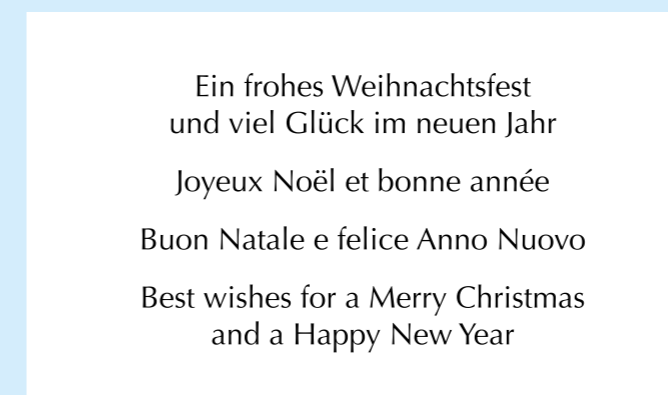 Ein frohes Weihnachtsfest
und viel Glück im neuen Jahr
Joyeux Noël et bonne année
Buon Natale e felice Anno Nuovo
Best wishes for a Merry Christmas
and a Happy New Year